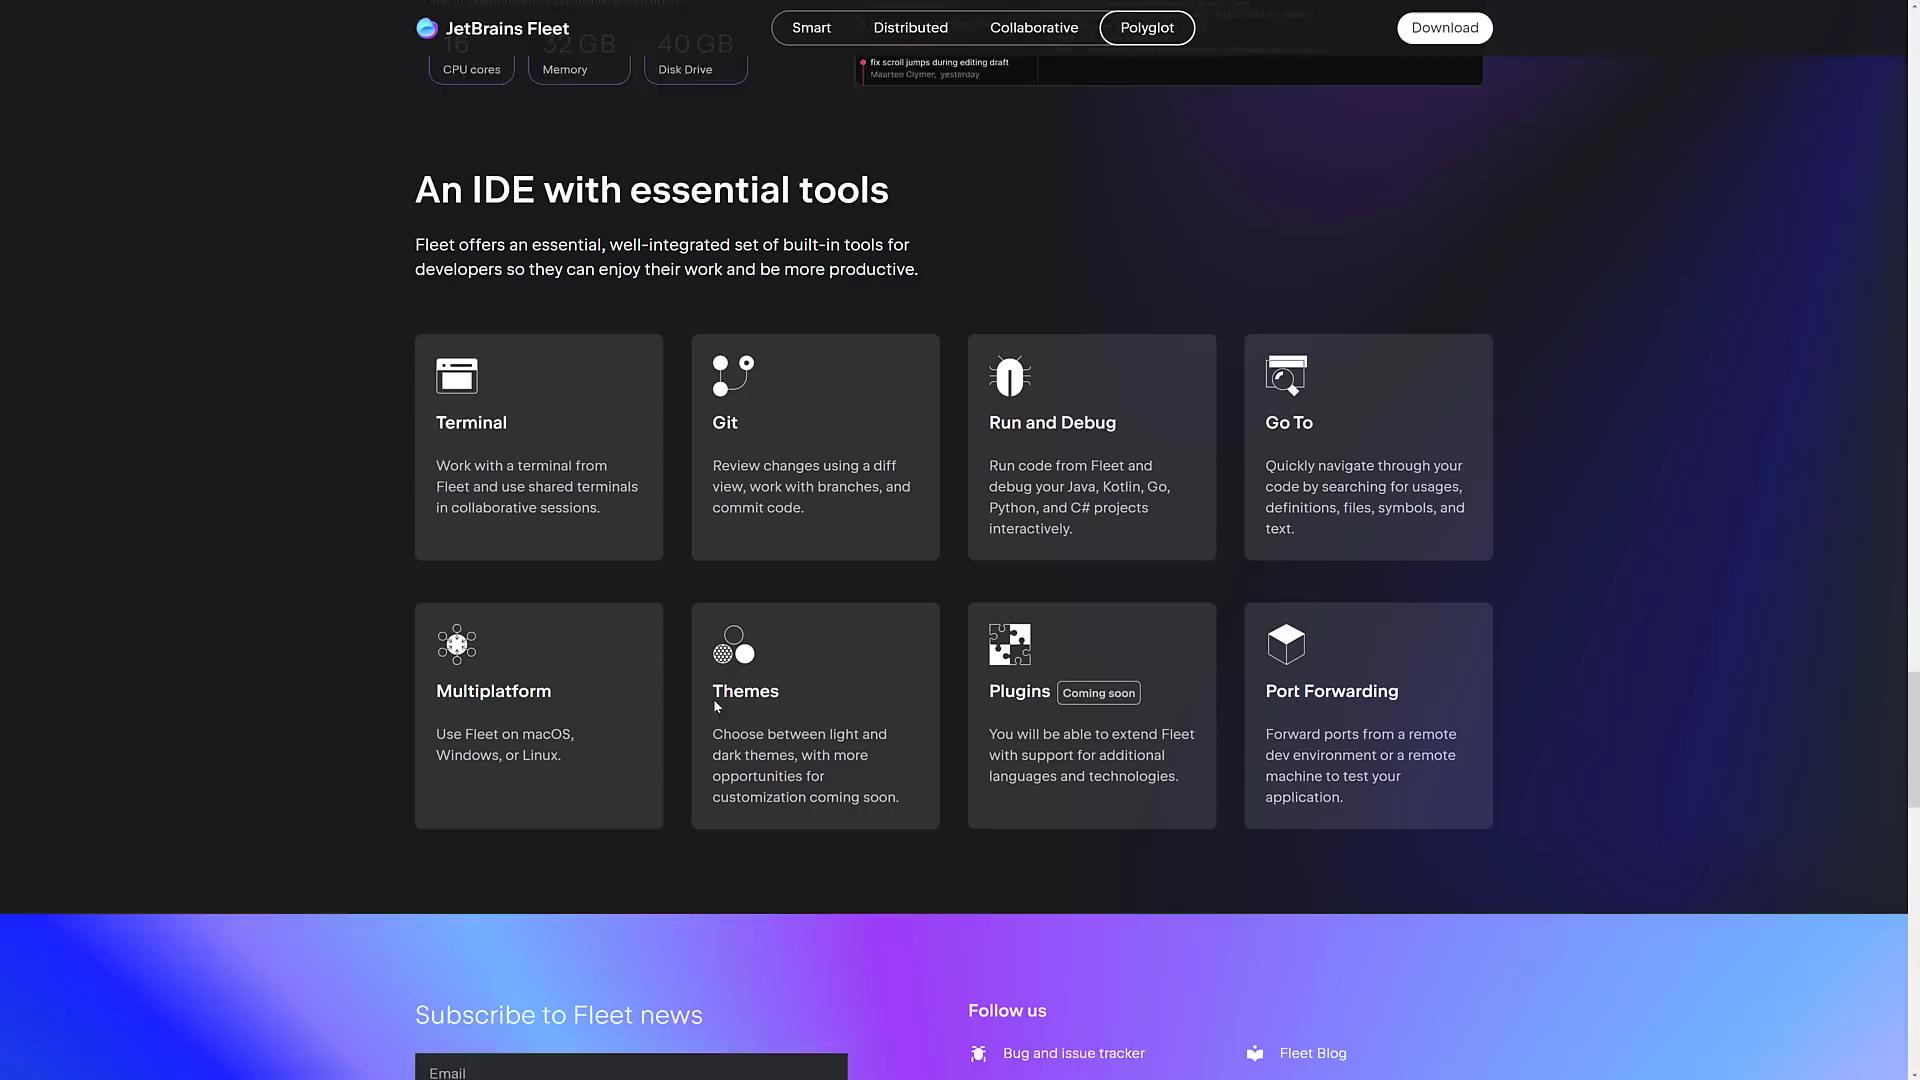 JetBrains Fleet
Smart
Distributed
Collaborative
Polyglot
Download
16
32 GB
40 GB
CPU cores
Memory
Disk Drive
fix scroll jumps during editing draft
Maarten Clymer, yesterday
An IDE with essential tools
Fleet offers an essential, well-integrated set of built-in tools for
developers so they can enjoy their work and be more productive.
Terminal
Work with a terminal from
Fleet and use shared terminals
in collaborative sessions.
Git
Review changes using a diff
view, work with branches, and
commit code.
Run and Debug
Run code from Fleet and
debug your Java, Kotlin, Go,
Python, and C# projects
interactively.
Go To
Quickly navigate through your
code by searching for usages,
definitions, files, symbols, and
text.
Multiplatform
Use Fleet on macOS,
Windows, or Linux.
Themes
Choose between light and
dark themes, with more
opportunities for
customization coming soon.
Plugins Coming soon
You will be able to extend Fleet
with support for additional
languages and technologies.
Port Forwarding
Forward ports from a remote
dev environment or a remote
machine to test your
application.
Subscribe to Fleet news
Email
Follow us
Bug and issue tracker
Fleet Blog